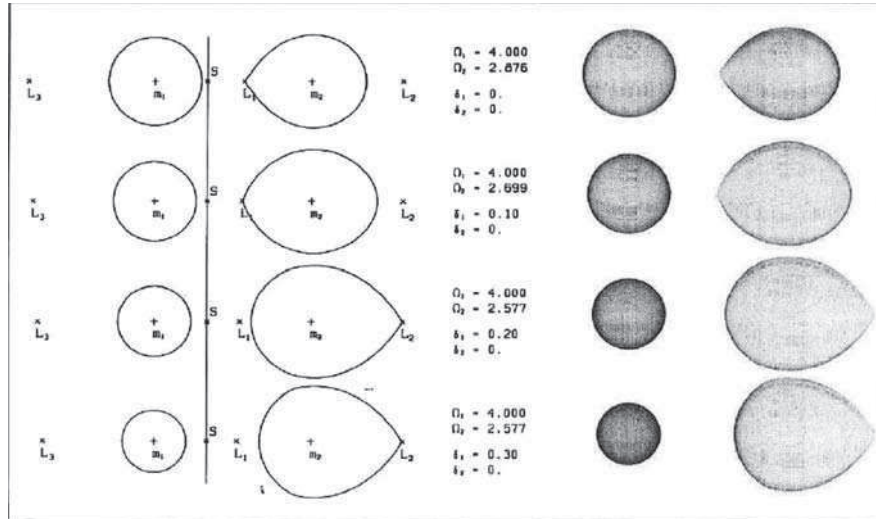 S
Ω₁ = 4.000
Ω₂ = 2.876
L₃ m₁ L₁ m₂ L₂
δ₁ = 0.
δ₂ = 0.
S
Ω₁ = 4.000
Ω₂ = 2.699
L₃ m₁ L₁ m₂ L₂
δ₁ = 0.10
δ₂ = 0.
S
Ω₁ = 4.000
Ω₂ = 2.577
L₃ m₁ L₁ m₂ L₂
δ₁ = 0.20
δ₂ = 0.
S
Ω₁ = 4.000
Ω₂ = 2.577
L₃ m₁ L₁ m₂ L₂
δ₁ = 0.30
δ₂ = 0.